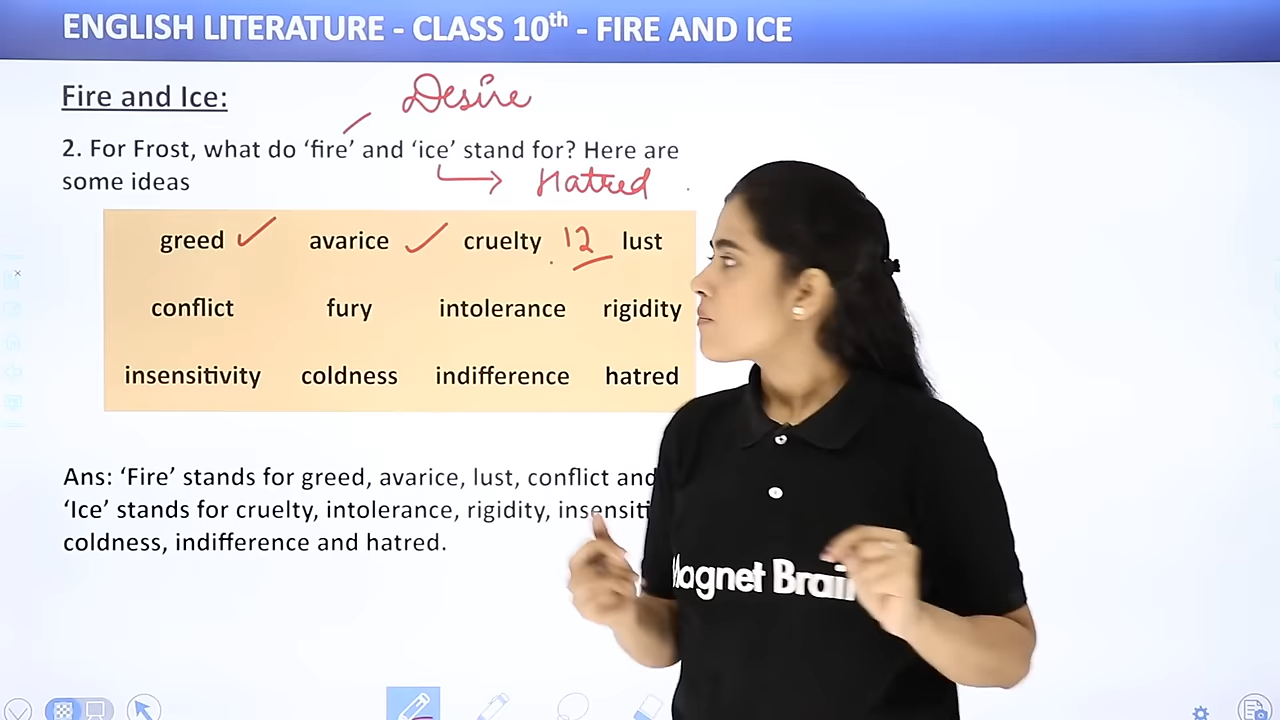 ENGLISH LITERATURE - CLASS 10th - FIRE AND ICE
Fire and Ice:
Desire
2. For Frost, what do ‘fire’ and ‘ice’ stand for? Here are
some ideas
Hatred
greed avarice cruelty 12 lust
conflict fury intolerance rigidity
insensitivity coldness indifference hatred
Ans: ‘Fire’ stands for greed, avarice, lust, conflict and
‘Ice’ stands for cruelty, intolerance, rigidity, insensiti
coldness, indifference and hatred.
Magnet Brain